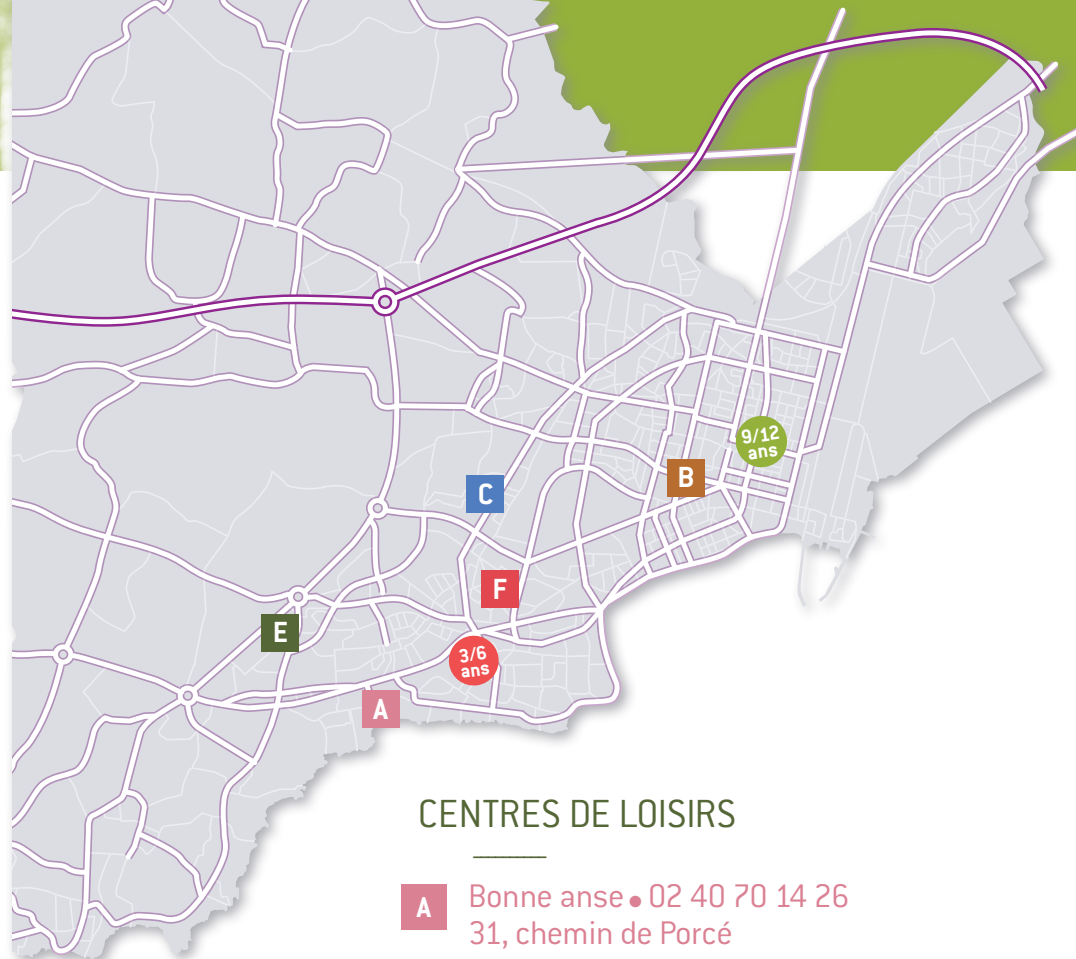 9/12
ans
B
C
F
E
3/6
ans
A
CENTRES DE LOISIRS
A
Bonne anse • 02 40 70 14 26
31, chemin de Porcé